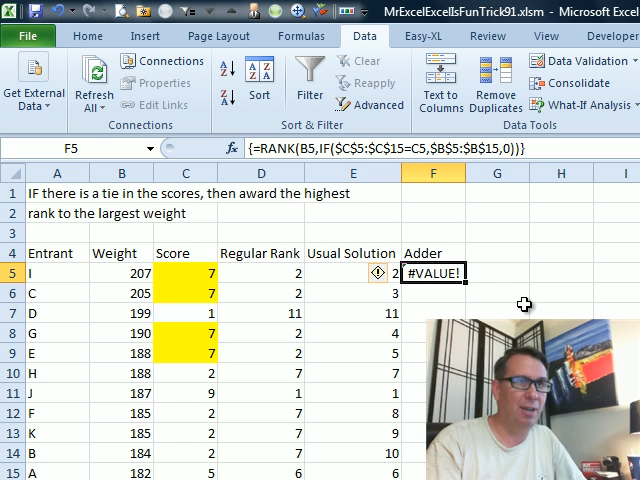 MrExcelExcelIsFunTrick91.xlsm - Microsoft Excel
File Home Insert Page Layout Formulas Data Easy-XL Review View Developer
Get External Data Refresh All Connections Properties Edit Links Sort Filter Clear Reapply Advanced Text to Columns Remove Duplicates Data Validation Consolidate What-If Analysis
Connections Sort & Filter Data Tools
F5 fx {=RANK(B5,IF($C$5:$C$15=C5,$B$5:$B$15,0))}
A B C D E F G H I
1 IF there is a tie in the scores, then award the highest
2 rank to the largest weight
3
4 Entrant Weight Score Regular Rank Usual Solution Adder
5 I 207 7 2 2 #VALUE!
6 C 205 7 2 3
7 D 199 1 11 11
8 G 190 7 2 4
9 E 188 7 2 5
10 H 188 2 7 7
11 J 187 9 1 1
12 F 185 2 7 8
13 K 185 2 7 9
14 B 184 2 7 10
15 A 182 5 6 6